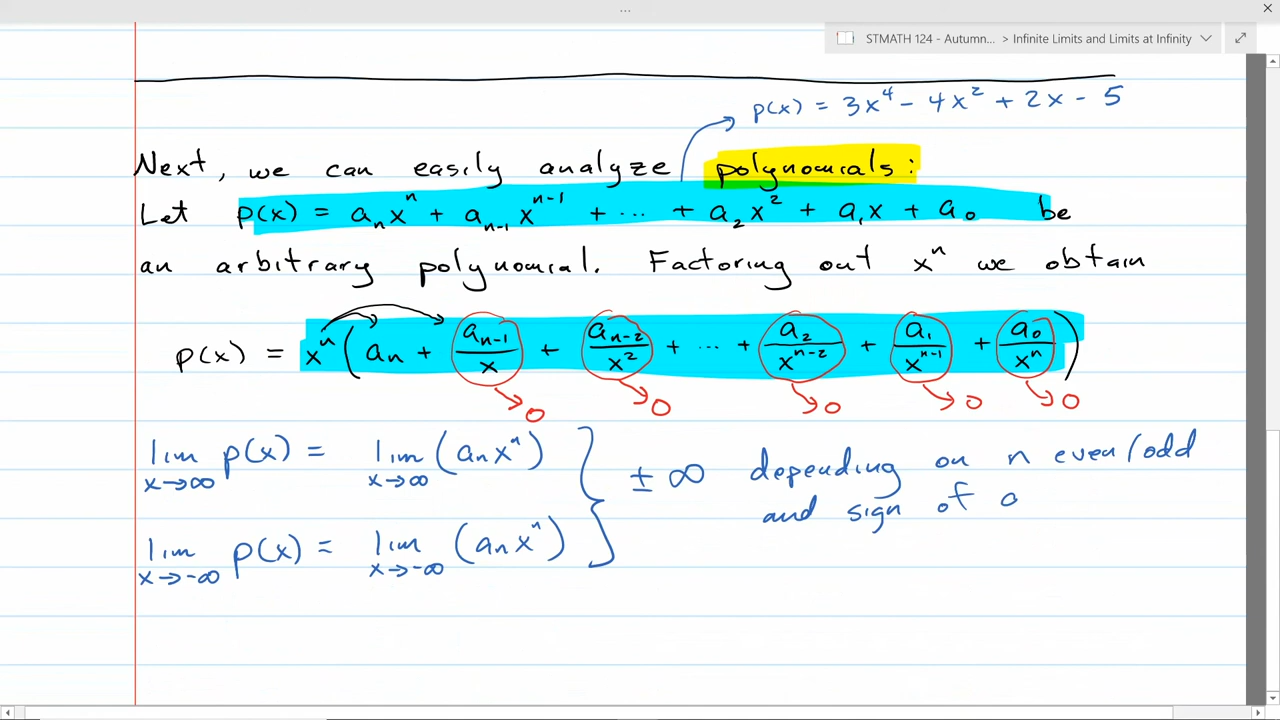 STMATH 124 - Autumn... > Infinite Limits and Limits at Infinity
p(x) = 3x⁴ - 4x² + 2x - 5
Next, we can easily analyze polynomials:
Let p(x) = aₙxⁿ + aₙ₋₁xⁿ⁻¹ + ... + a₂x² + a₁x + a₀ be
an arbitrary polynomial. Factoring out xⁿ we obtain
p(x) = xⁿ(aₙ + aₙ₋₁/x + aₙ₋₂/x² + ... + a₂/xⁿ⁻² + a₁/xⁿ⁻¹ + a₀/xⁿ)
→0 →0 →0 →0 →0
lim x→∞ p(x) = lim x→∞ (aₙxⁿ)
± ∞ depending on n even/odd
and sign of a
lim x→-∞ p(x) = lim x→-∞ (aₙxⁿ)